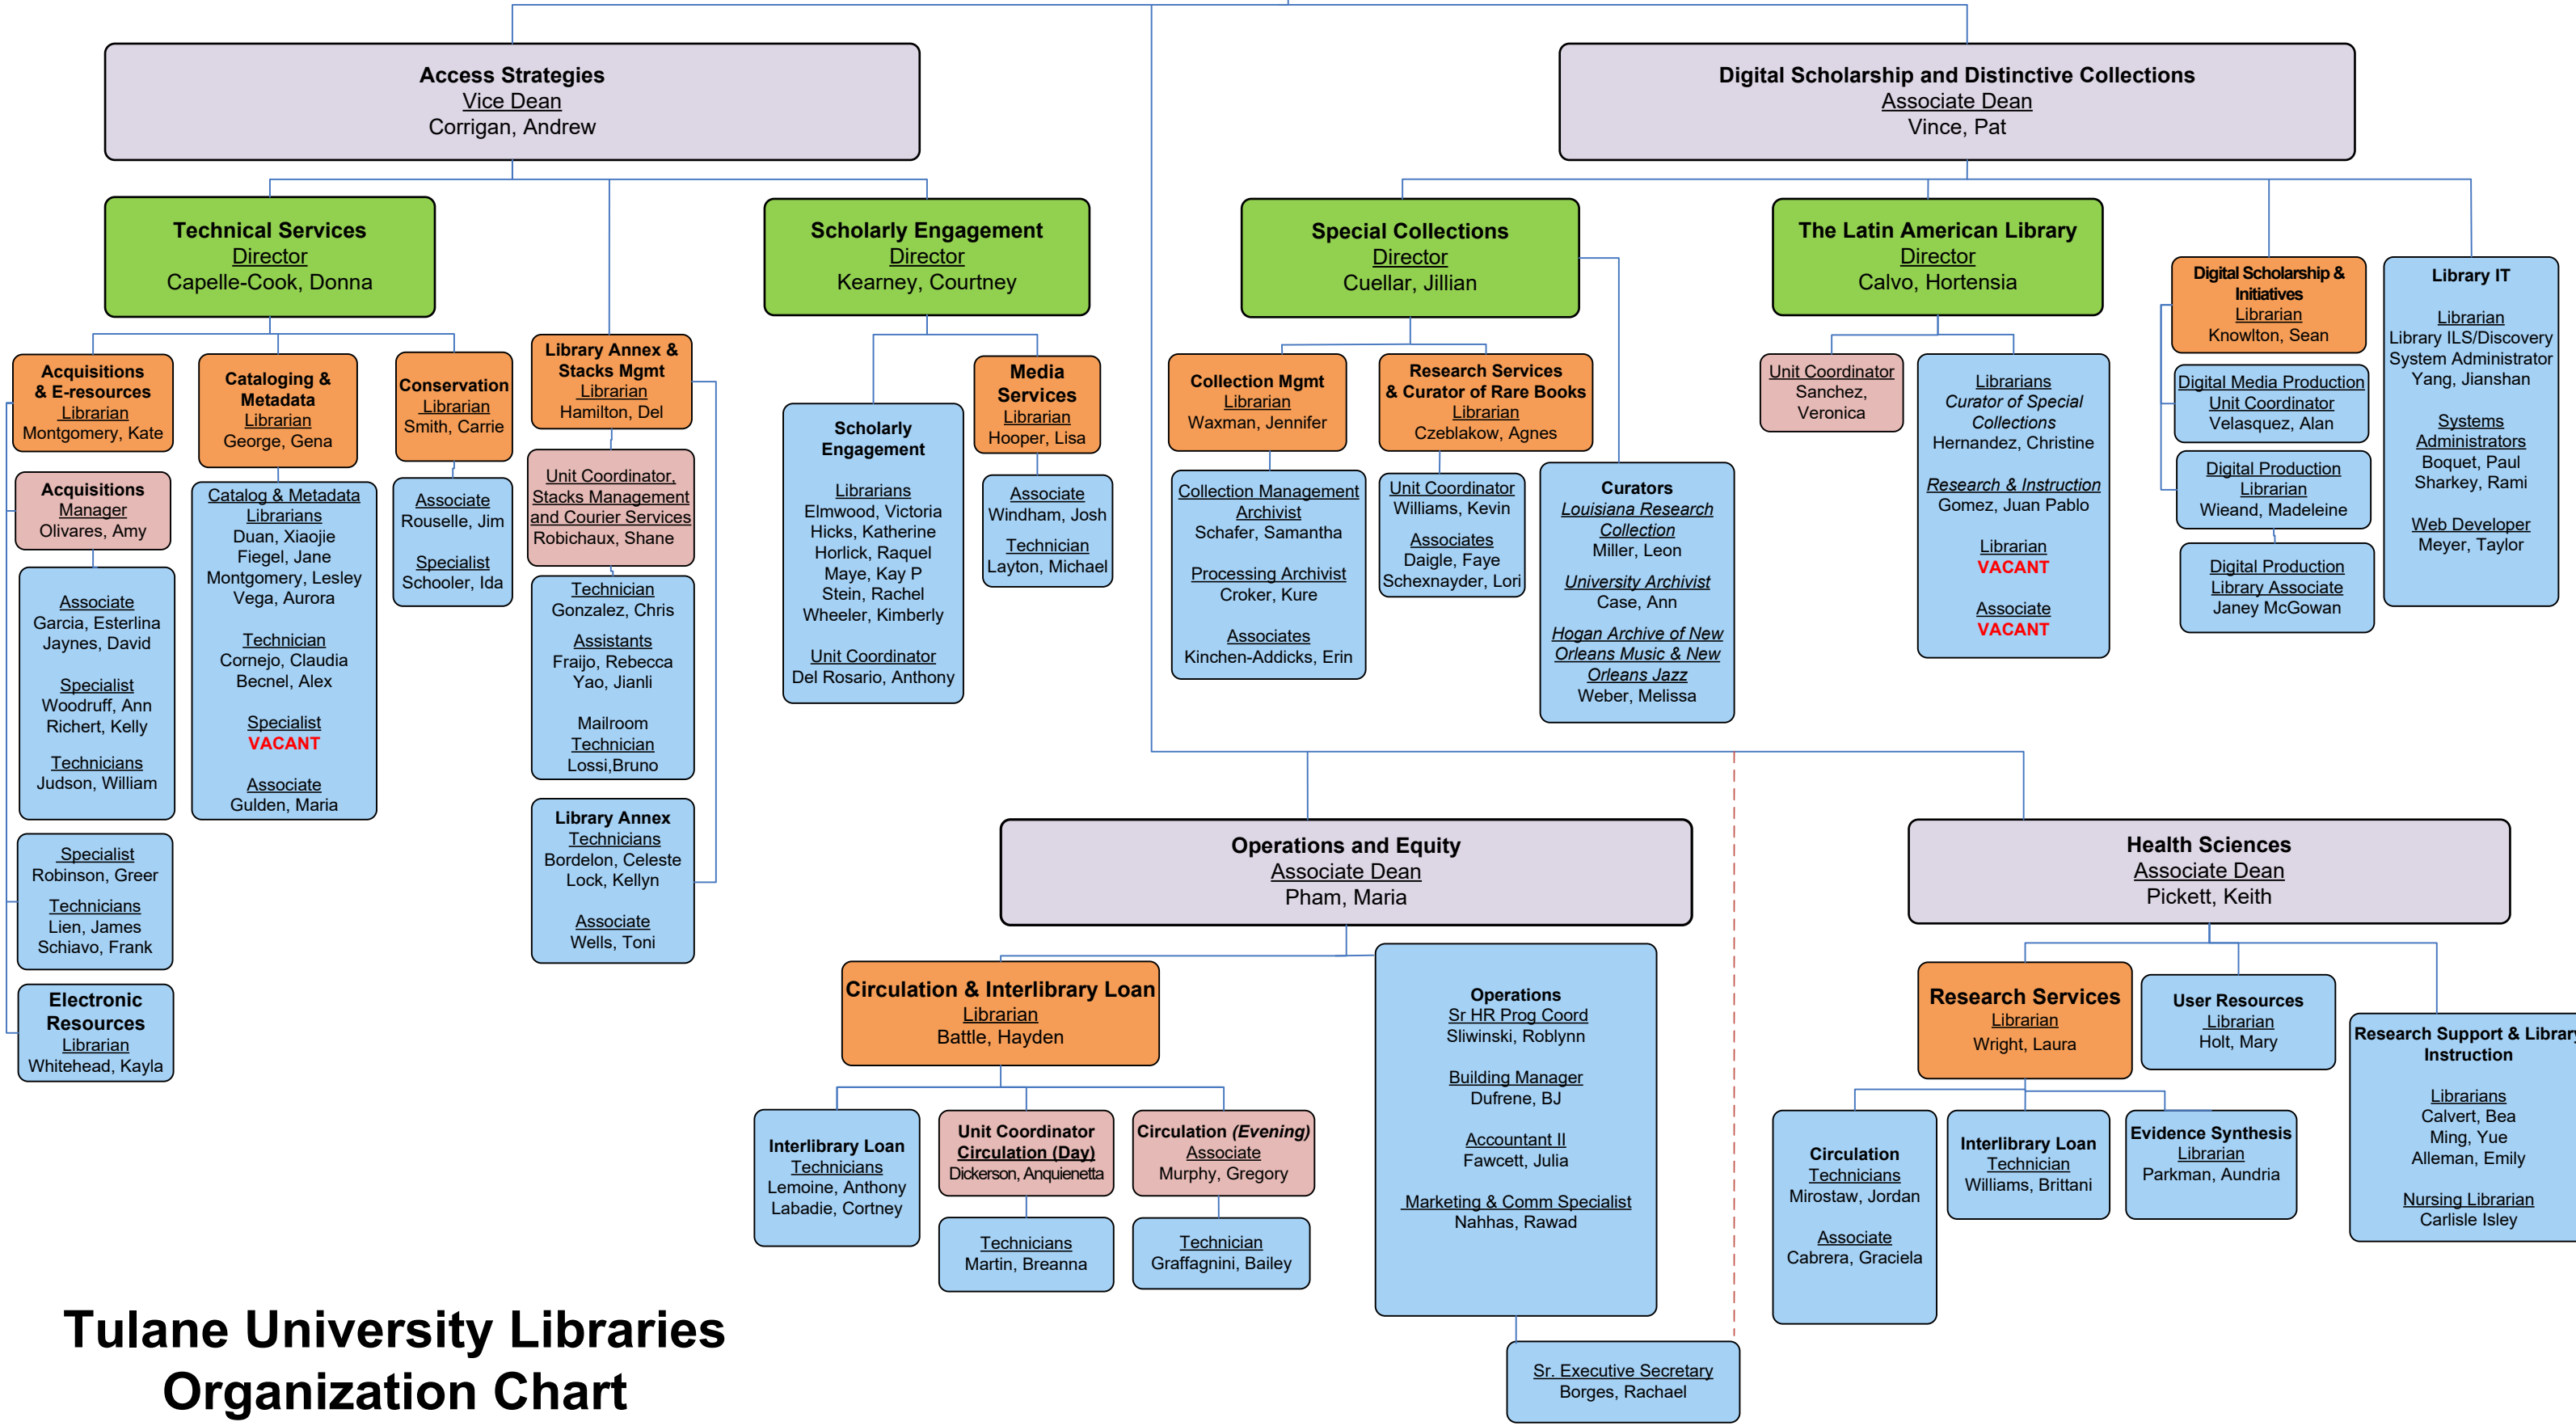 Access Strategies
Vice Dean
Corrigan, Andrew
Digital Scholarship and Distinctive Collections
Associate Dean
Vince, Pat
Technical Services
Director
Capelle-Cook, Donna
Scholarly Engagement
Director
Kearney, Courtney
Special Collections
Director
Cuellar, Jillian
The Latin American Library
Director
Calvo, Hortensia
Acquisitions
& E-resources
Librarian
Montgomery, Kate
Acquisitions
Manager
Olivares, Amy
Associate
Garcia, Esterlina
Jaynes, David
Specialist
Woodruff, Ann
Richert, Kelly
Technicians
Judson, William
Specialist
Robinson, Greer
Technicians
Lien, James
Schiavo, Frank
Electronic
Resources
Librarian
Whitehead, Kayla
Cataloging &
Metadata
Librarian
George, Gena
Catalog & Metadata
Librarians
Duan, Xiaojie
Fiegel, Jane
Montgomery, Lesley
Vega, Aurora
Technician
Cornejo, Claudia
Becnel, Alex
Specialist
VACANT
Associate
Gulden, Maria
Conservation
Librarian
Smith, Carrie
Associate
Rouselle, Jim
Specialist
Schooler, Ida
Library Annex &
Stacks Mgmt
Librarian
Hamilton, Del
Unit Coordinator,
Stacks Management
and Courier Services
Robichaux, Shane
Technician
Gonzalez, Chris
Assistants
Fraijo, Rebecca
Yao, Jianli
Mailroom
Technician
Lossi,Bruno
Library Annex
Technicians
Bordelon, Celeste
Lock, Kellyn
Associate
Wells, Toni
Scholarly
Engagement
Librarians
Elmwood, Victoria
Hicks, Katherine
Horlick, Raquel
Maye, Kay P
Stein, Rachel
Wheeler, Kimberly
Unit Coordinator
Del Rosario, Anthony
Media
Services
Librarian
Hooper, Lisa
Associate
Windham, Josh
Technician
Layton, Michael
Collection Mgmt
Librarian
Waxman, Jennifer
Collection Management
Archivist
Schafer, Samantha
Processing Archivist
Croker, Kure
Associates
Kinchen-Addicks, Erin
Research Services
& Curator of Rare Books
Librarian
Czeblakow, Agnes
Unit Coordinator
Williams, Kevin
Associates
Daigle, Faye
Schexnayder, Lori
Curators
Louisiana Research
Collection
Miller, Leon
University Archivist
Case, Ann
Hogan Archive of New
Orleans Music & New
Orleans Jazz
Weber, Melissa
Unit Coordinator
Sanchez,
Veronica
Librarians
Curator of Special
Collections
Hernandez, Christine
Research & Instruction
Gomez, Juan Pablo
Librarian
VACANT
Associate
VACANT
Digital Scholarship &
Initiatives
Librarian
Knowlton, Sean
Digital Media Production
Unit Coordinator
Velasquez, Alan
Digital Production
Librarian
Wieand, Madeleine
Digital Production
Library Associate
Janey McGowan
Library IT
Librarian
Library ILS/Discovery
System Administrator
Yang, Jianshan
Systems
Administrators
Boquet, Paul
Sharkey, Rami
Web Developer
Meyer, Taylor
Operations and Equity
Associate Dean
Pham, Maria
Health Sciences
Associate Dean
Pickett, Keith
Circulation & Interlibrary Loan
Librarian
Battle, Hayden
Interlibrary Loan
Technicians
Lemoine, Anthony
Labadie, Cortney
Unit Coordinator
Circulation (Day)
Dickerson, Anquienetta
Technicians
Martin, Breanna
Circulation (Evening)
Associate
Murphy, Gregory
Technician
Graffagnini, Bailey
Operations
Sr HR Prog Coord
Sliwinski, Roblynn
Building Manager
Dufrene, BJ
Accountant II
Fawcett, Julia
Marketing & Comm Specialist
Nahhas, Rawad
Sr. Executive Secretary
Borges, Rachael
Research Services
Librarian
Wright, Laura
Circulation
Technicians
Mirostaw, Jordan
Associate
Cabrera, Graciela
Interlibrary Loan
Technician
Williams, Brittani
Evidence Synthesis
Librarian
Parkman, Aundria
User Resources
Librarian
Holt, Mary
Research Support & Library
Instruction
Librarians
Calvert, Bea
Ming, Yue
Alleman, Emily
Nursing Librarian
Carlisle Isley
Tulane University Libraries
Organization Chart